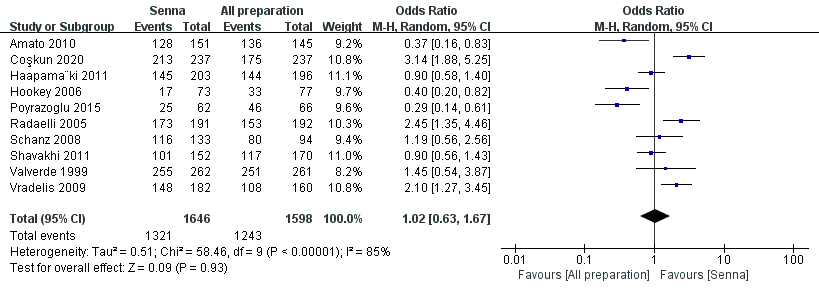 Senna All preparation Odds Ratio Odds Ratio
Study or Subgroup Events Total Events Total Weight M-H, Random, 95% CI M-H, Random, 95% CI
Amato 2010 128 151 136 145 9.2% 0.37 [0.16, 0.83]
Coşkun 2020 213 237 175 237 10.8% 3.14 [1.88, 5.25]
Haapama¨ki 2011 145 203 144 196 11.1% 0.90 [0.58, 1.40]
Hookey 2006 17 73 33 77 9.7% 0.40 [0.20, 0.82]
Poyrazoglu 2015 25 62 46 66 9.5% 0.29 [0.14, 0.61]
Radaelli 2005 173 191 153 192 10.3% 2.45 [1.35, 4.46]
Schanz 2008 116 133 80 94 9.4% 1.19 [0.56, 2.56]
Shavakhi 2011 101 152 117 170 11.0% 0.90 [0.56, 1.43]
Valverde 1999 255 262 251 261 8.2% 1.45 [0.54, 3.87]
Vradelis 2009 148 182 108 160 10.8% 2.10 [1.27, 3.45]
Total (95% CI) 1646 1598 100.0% 1.02 [0.63, 1.67]
Total events 1321 1243
Heterogeneity: Tau² = 0.51; Chi² = 58.46, df = 9 (P < 0.00001); I² = 85%
Test for overall effect: Z = 0.09 (P = 0.93)
0.01 0.1 1 10 100
Favours [All preparation] Favours [Senna]